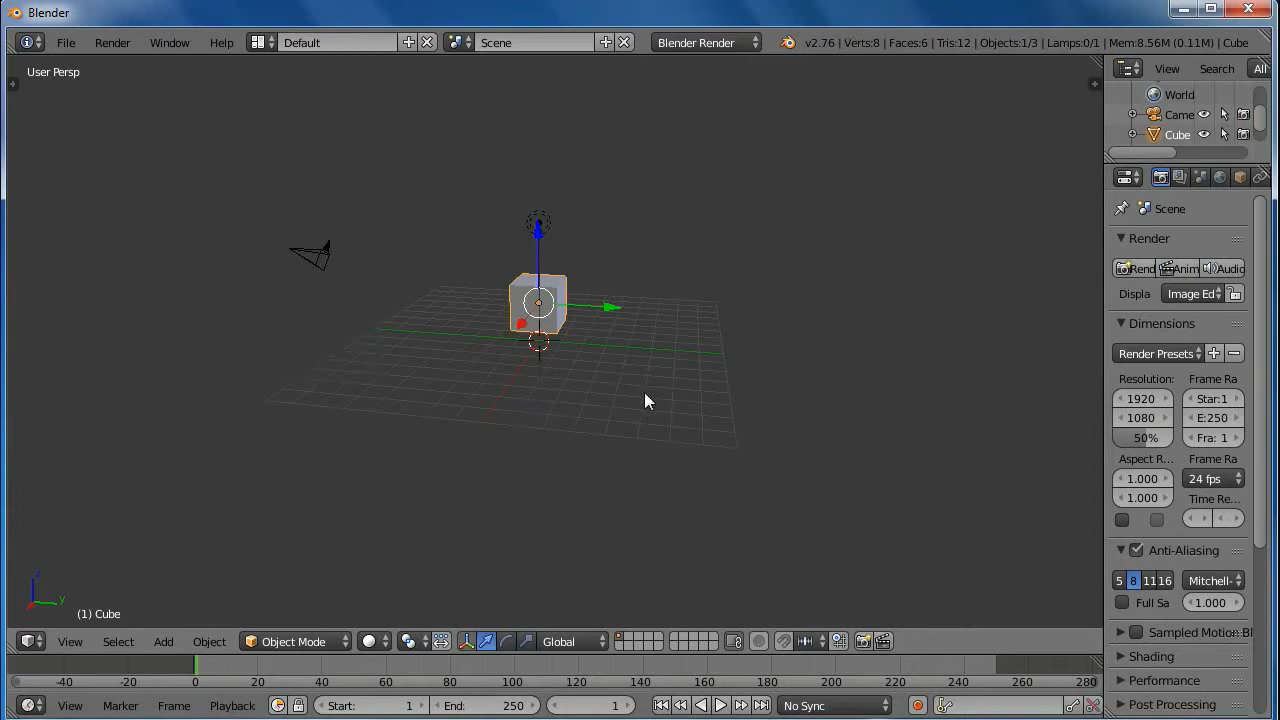 Blender
File Render Window Help Default Scene Blender Render v2.76 | Verts:8 | Faces:6 | Tris:12 | Objects:1/3 | Lamps:0/1 | Mem:8.56M (0.11M) | Cube
User Persp
View Search All
World
Came
Cube
Scene
Render
Rend Anim Audio
Displa Image Ed
Dimensions
Render Presets
Resolution: Frame Ra
1920 Star:1
1080 E:250
50% Fra: 1
Aspect R... Frame Ra
1.000 24 fps
1.000 Time Re...
Anti-Aliasing
5 8 11 16 Mitchell-
Full Sa 1.000
Sampled Motion Bl
Shading
Performance
Post Processing
z
y
(1) Cube
View Select Add Object Object Mode Global
-40 -20 0 20 40 60 80 100 120 140 160 180 200 220 240 260 280
View Marker Frame Playback Start: 1 End: 250 1 No Sync